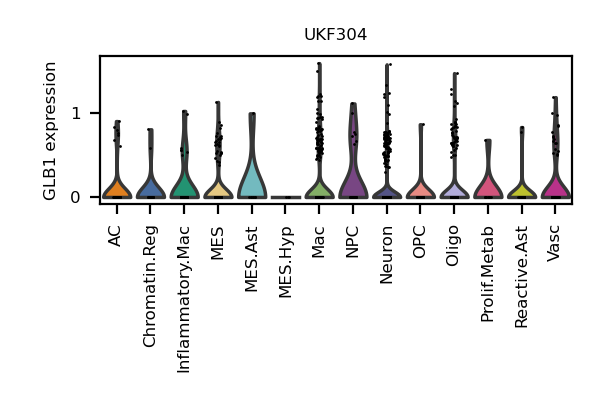 UKF304
GLB1 expression
1
0
AC
Chromatin.Reg
Inflammatory.Mac
MES
MES.Ast
MES.Hyp
Mac
NPC
Neuron
OPC
Oligo
Prolif.Metab
Reactive.Ast
Vasc